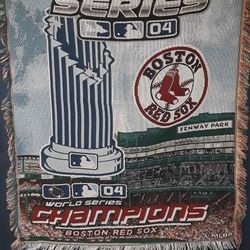 SERIES
04
BOSTON
RED SOX
FENWAY PARK
04
WORLD SERIES
CHAMPIONS
BOSTON RED SOX